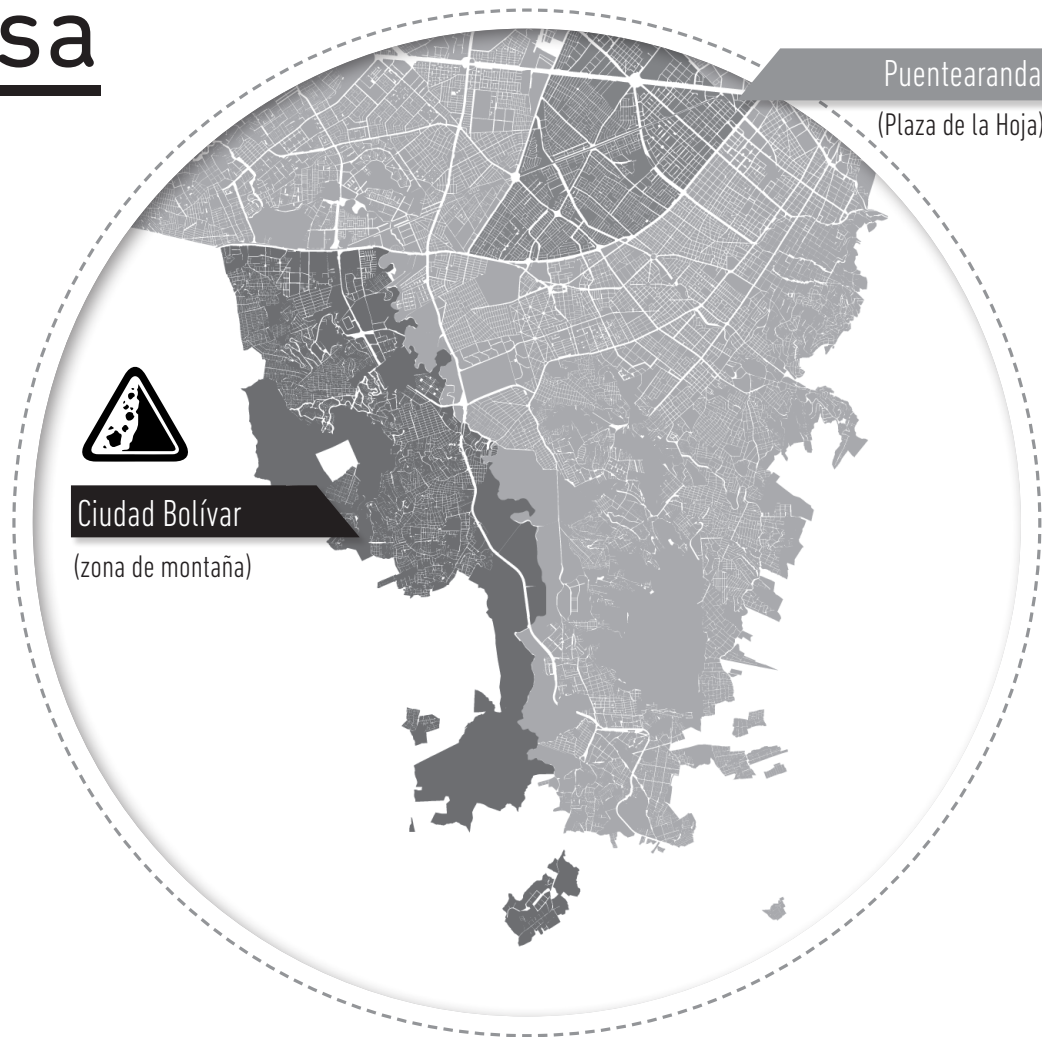 sa
Puentearanda
(Plaza de la Hoja)
Ciudad Bolívar
(zona de montaña)